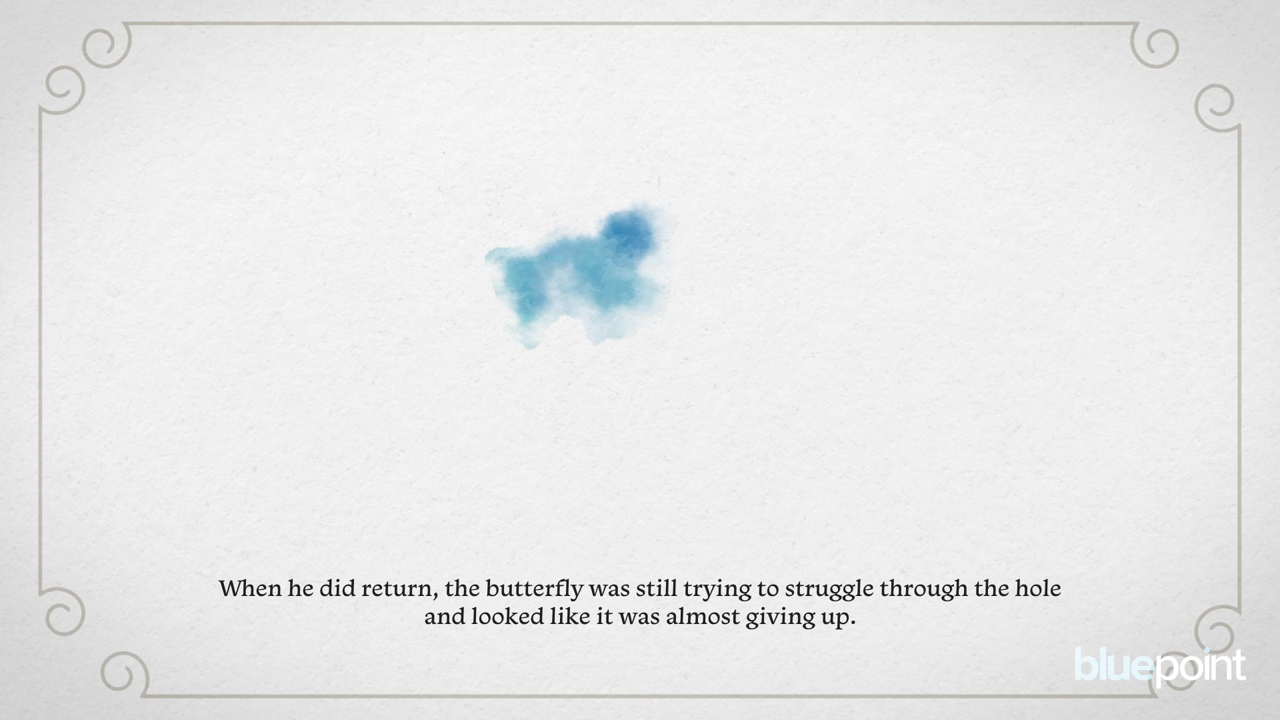 When he did return, the butterfly was still trying to struggle through the hole
and looked like it was almost giving up.
bluepoint